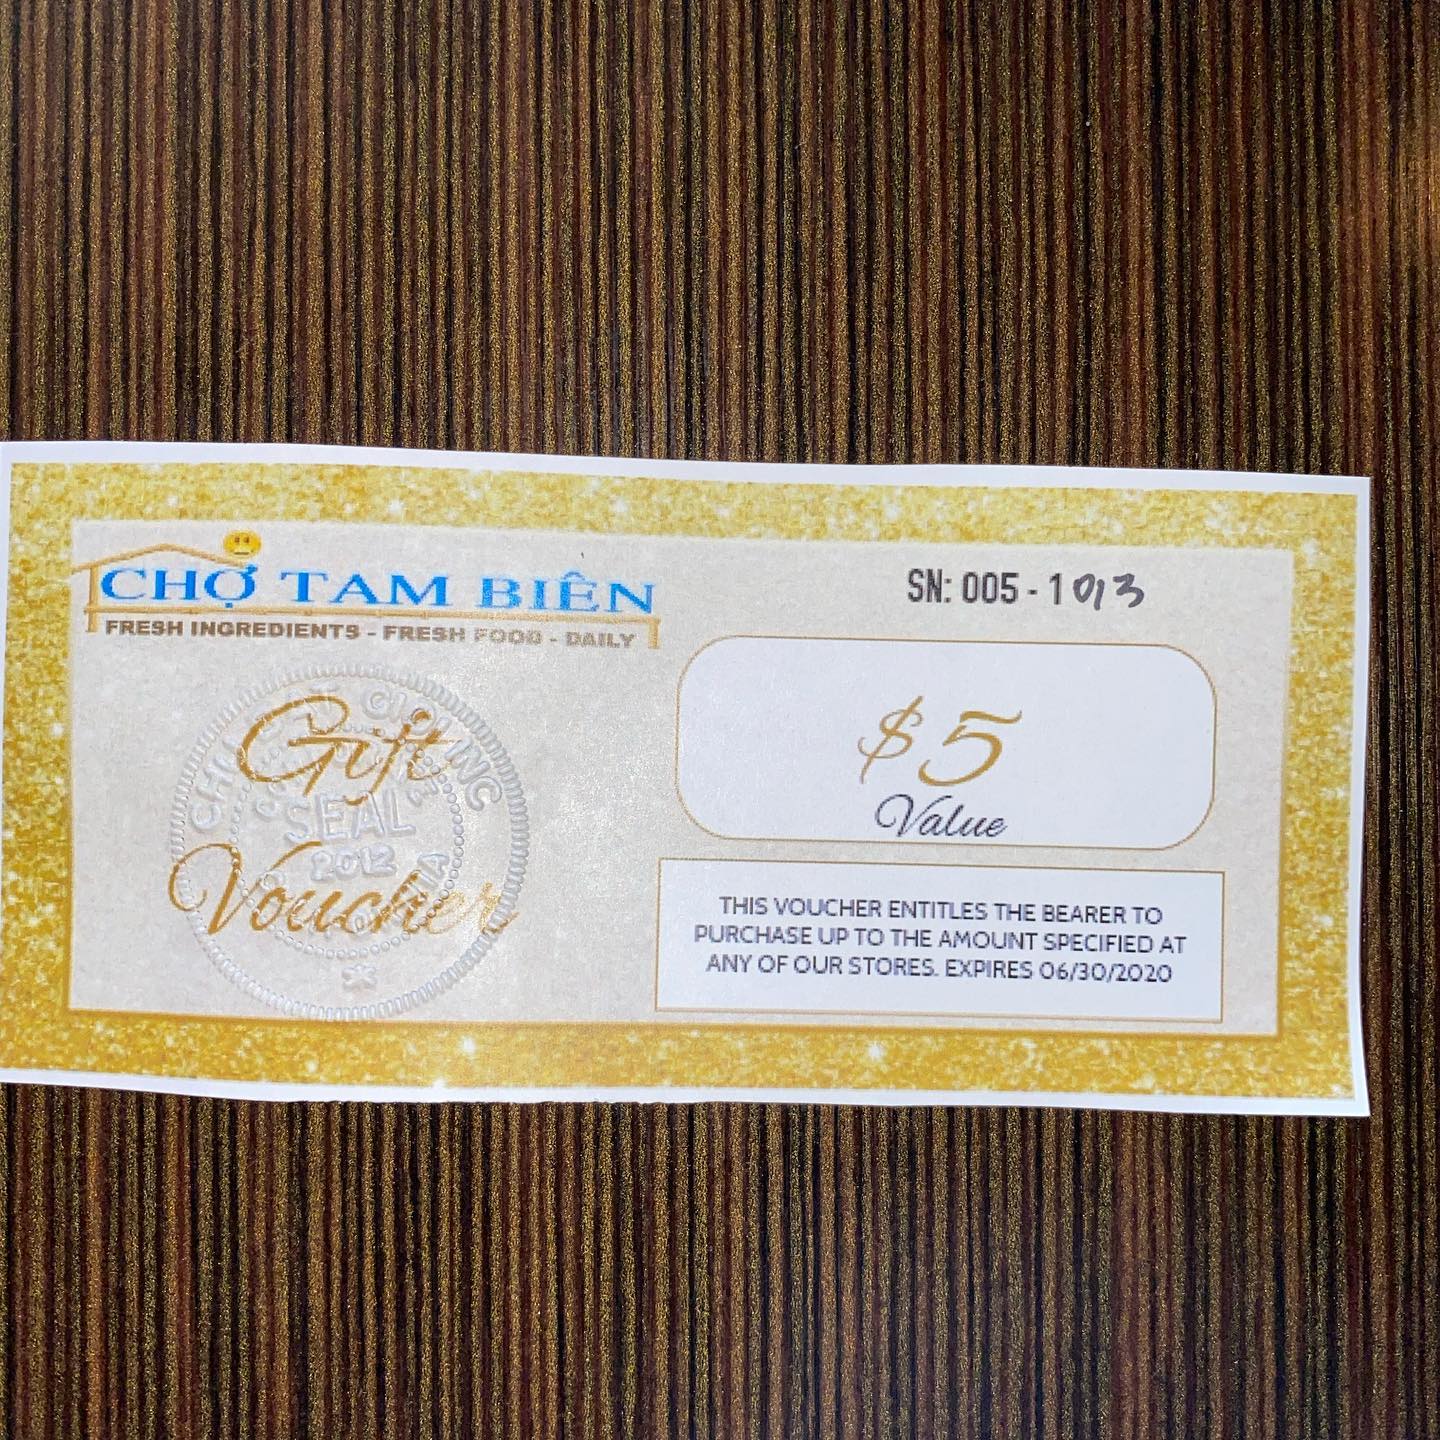 CHỢ TAM BIÊN
FRESH INGREDIENTS - FRESH FOOD - DAILY
SN: 005 - 1013
Gift
Voucher
GIOI INC
SEAL
2012
$5
Value
THIS VOUCHER ENTITLES THE BEARER TO
PURCHASE UP TO THE AMOUNT SPECIFIED AT
ANY OF OUR STORES. EXPIRES 06/30/2020